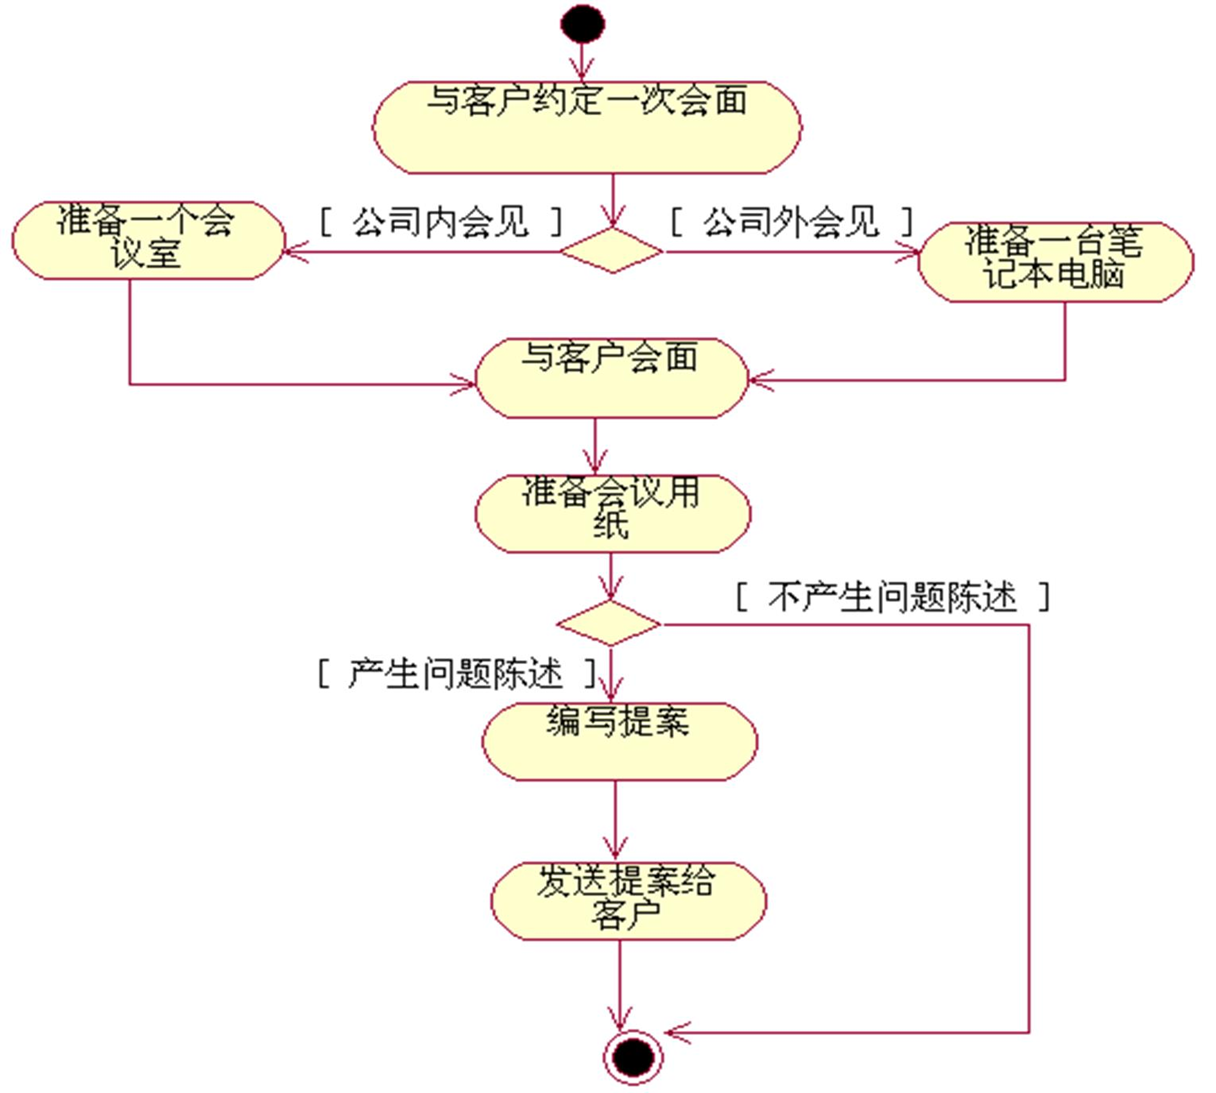 与客户约定一次会面
[ 公司内会见 ]
[ 公司外会见 ]
准备一个会
议室
准备一台笔
记本电脑
与客户会面
准备会议用
纸
[ 不产生问题陈述 ]
[ 产生问题陈述 ]
编写提案
发送提案给
客户